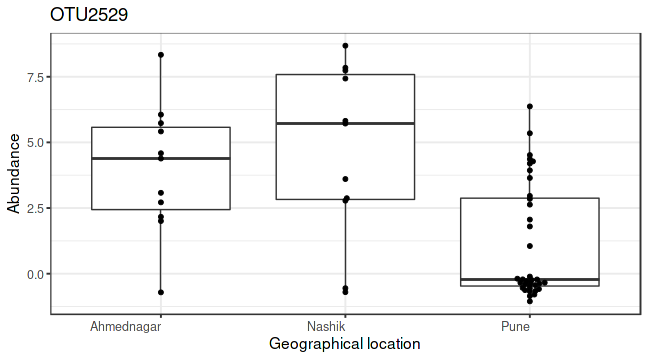 OTU2529
Abundance
7.5
5.0
2.5
0.0
Ahmednagar Nashik Pune
Geographical location